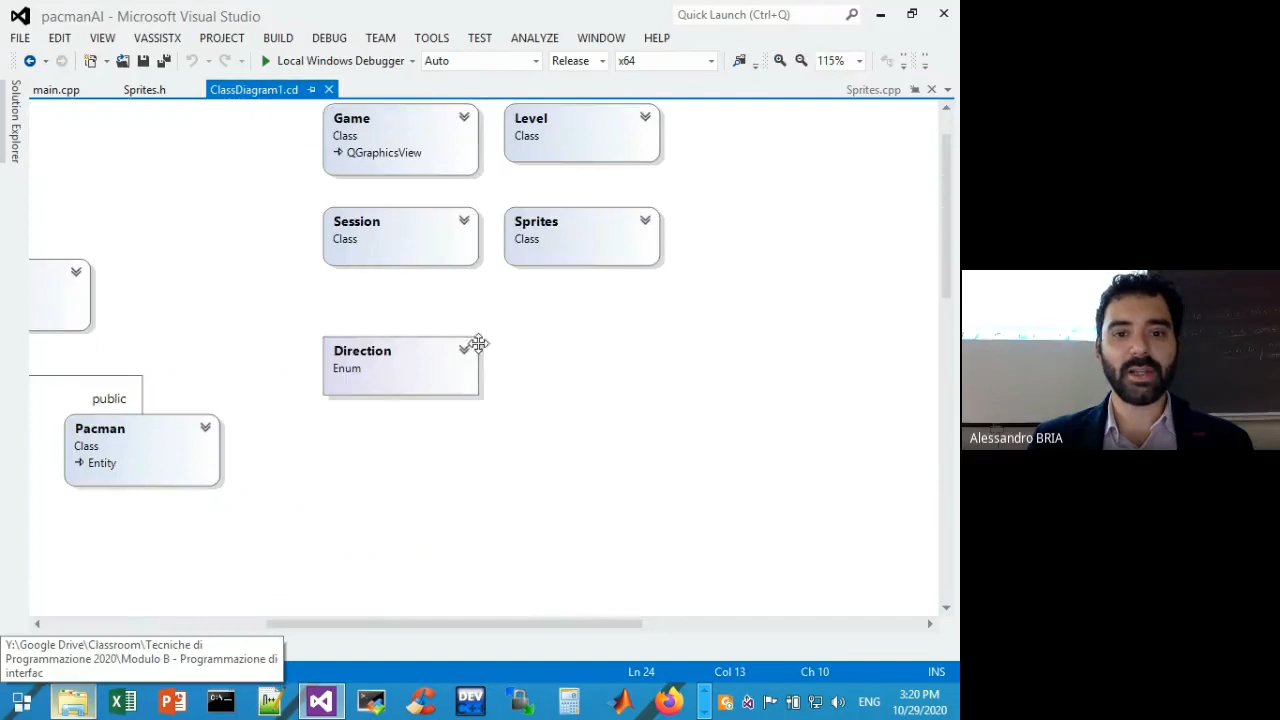 pacmanAI - Microsoft Visual Studio
Quick Launch (Ctrl+Q)
FILE EDIT VIEW VASSISTX PROJECT BUILD DEBUG TEAM TOOLS TEST ANALYZE WINDOW HELP
Local Windows Debugger Auto Release x64 115%
main.cpp Sprites.h ClassDiagram1.cd Sprites.cpp
Solution Explorer
Game
Class
QGraphicsView
Level
Class
Session
Class
Sprites
Class
Direction
Enum
public
Pacman
Class
Entity
Alessandro BRIA
Y:\Google Drive\Classroom\Tecniche di
Programmazione 2020\Modulo B - Programmazione di
interfac
Ln 24 Col 13 Ch 10 INS
DEV
ENG
3:20 PM
10/29/2020